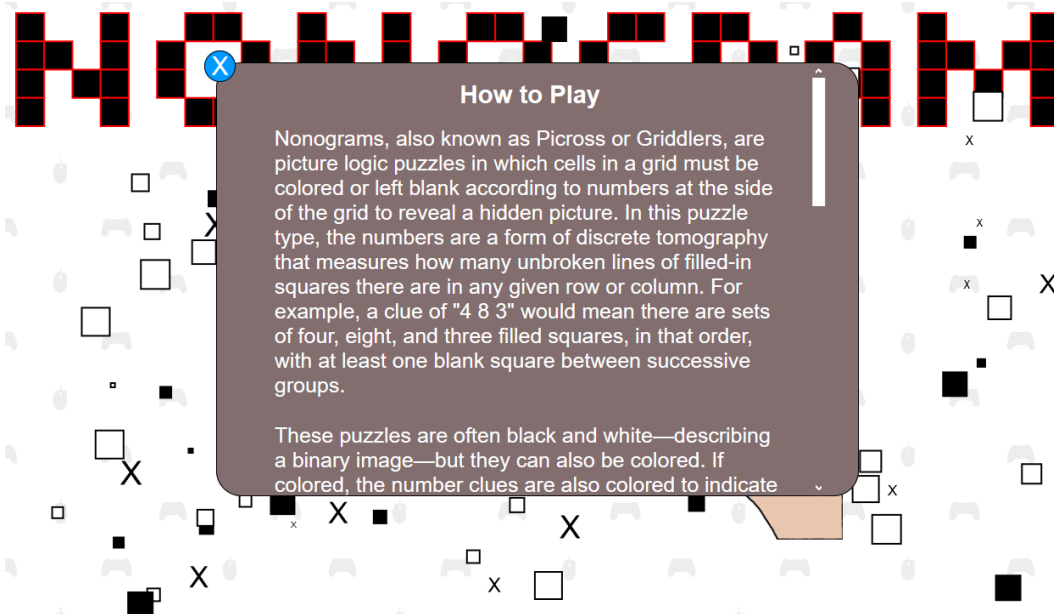 NONOGRAM
X
How to Play
Nonograms, also known as Picross or Griddlers, are
picture logic puzzles in which cells in a grid must be
colored or left blank according to numbers at the side
of the grid to reveal a hidden picture. In this puzzle
type, the numbers are a form of discrete tomography
that measures how many unbroken lines of filled-in
squares there are in any given row or column. For
example, a clue of "4 8 3" would mean there are sets
of four, eight, and three filled squares, in that order,
with at least one blank square between successive
groups.
These puzzles are often black and white—describing
a binary image—but they can also be colored. If
colored, the number clues are also colored to indicate